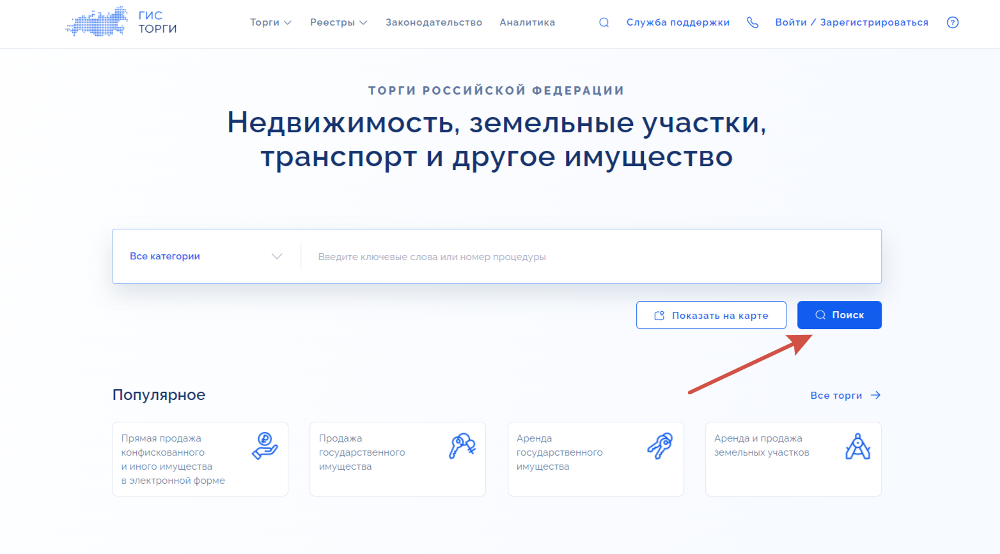 ГИС
ТОРГИ
Торги
Реестры
Законодательство
Аналитика
Служба поддержки
Войти / Зарегистрироваться
?
ТОРГИ РОССИЙСКОЙ ФЕДЕРАЦИИ
Недвижимость, земельные участки,
транспорт и другое имущество
Все категории
Введите ключевые слова или номер процедуры
Показать на карте
Поиск
Популярное
Все торги
Прямая продажа
конфискованного
и иного имущества
в электронной форме
₽
Продажа
государственного
имущества
Аренда
государственного
имущества
Аренда и продажа
земельных участков